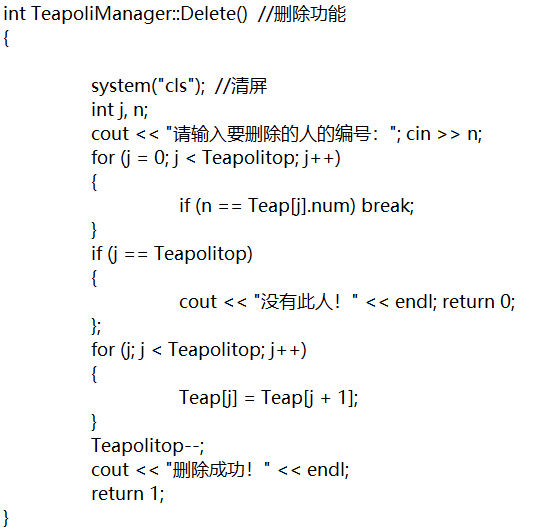 int TeapoliManager::Delete()  //删除功能
{
system("cls");  //清屏
int j, n;
cout << "请输入要删除的人的编号："; cin >> n;
for (j = 0; j < Teapolitop; j++)
{
if (n == Teap[j].num) break;
}
if (j == Teapolitop)
{
cout << "没有此人！" << endl; return 0;
};
for (j; j < Teapolitop; j++)
{
Teap[j] = Teap[j + 1];
}
Teapolitop--;
cout << "删除成功！" << endl;
return 1;
}